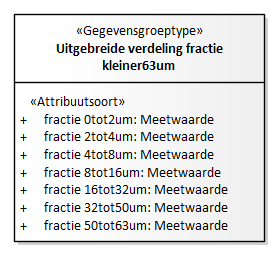 «Gegevensgroeptype»
Uitgebreide verdeling fractie
kleiner63um
«Attribuutsoort»
+ fractie 0tot2um: Meetwaarde
+ fractie 2tot4um: Meetwaarde
+ fractie 4tot8um: Meetwaarde
+ fractie 8tot16um: Meetwaarde
+ fractie 16tot32um: Meetwaarde
+ fractie 32tot50um: Meetwaarde
+ fractie 50tot63um: Meetwaarde